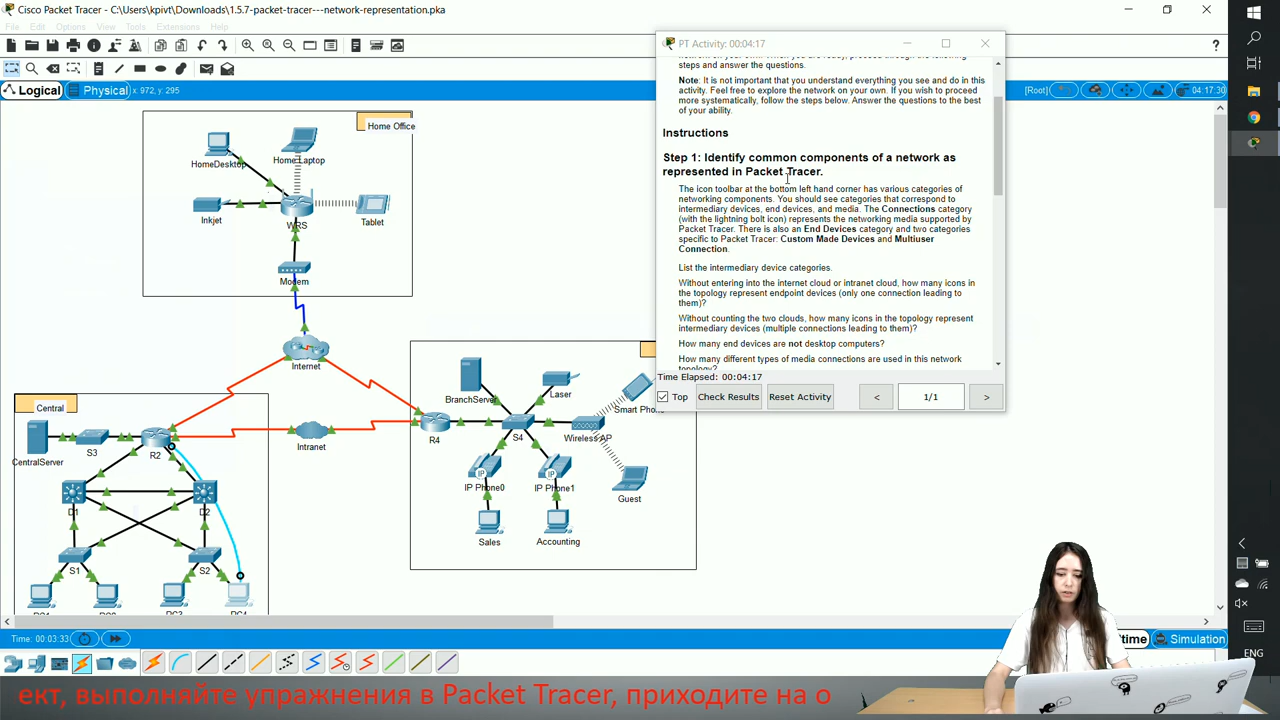 Cisco Packet Tracer - C:\Users\kpivt\Downloads\1.5.7-packet-tracer---network-representation.pka
File Edit Options View Tools Extensions Help
Logical
Physical
x: 972, y: 295
[Root]
04:17:30
PT Activity: 00:04:17
steps and answer the questions.
Note: It is not important that you understand everything you see and do in this
activity. Feel free to explore the network on your own. If you wish to proceed
more systematically, follow the steps below. Answer the questions to the best
of your ability.
Instructions
Step 1: Identify common components of a network as
represented in Packet Tracer.
The icon toolbar at the bottom left hand corner has various categories of
networking components. You should see categories that correspond to
intermediary devices, end devices, and media. The Connections category
(with the lightning bolt icon) represents the networking media supported by
Packet Tracer. There is also an End Devices category and two categories
specific to Packet Tracer: Custom Made Devices and Multiuser
Connection.
List the intermediary device categories.
Without entering into the internet cloud or intranet cloud, how many icons in
the topology represent endpoint devices (only one connection leading to
them)?
Without counting the two clouds, how many icons in the topology represent
intermediary devices (multiple connections leading to them)?
How many end devices are not desktop computers?
How many different types of media connections are used in this network
topology?
Time Elapsed: 00:04:17
Top
Check Results
Reset Activity
<
1/1
>
Home Office
HomeDesktop
Home Laptop
Inkjet
WRS
Tablet
Modem
Internet
Central
CentralServer
S3
R2
Intranet
R4
D1
D2
S1
S2
BranchServer
Laser
Smart Pho
S4
Wireless AP
IP Phone0
IP Phone1
Guest
Sales
Accounting
Time: 00:03:33
time
Simulation
ENG
ект, выполняйте упражнения в Packet Tracer, приходите на о